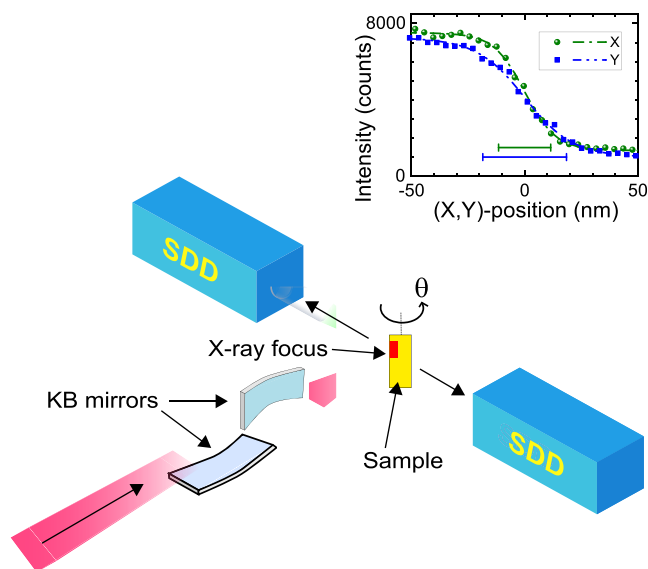 8000
X
Y
Intensity (counts)
0
-50
0
50
(X,Y)-position (nm)
SDD
θ
X-ray focus
KB mirrors
Sample
SDD